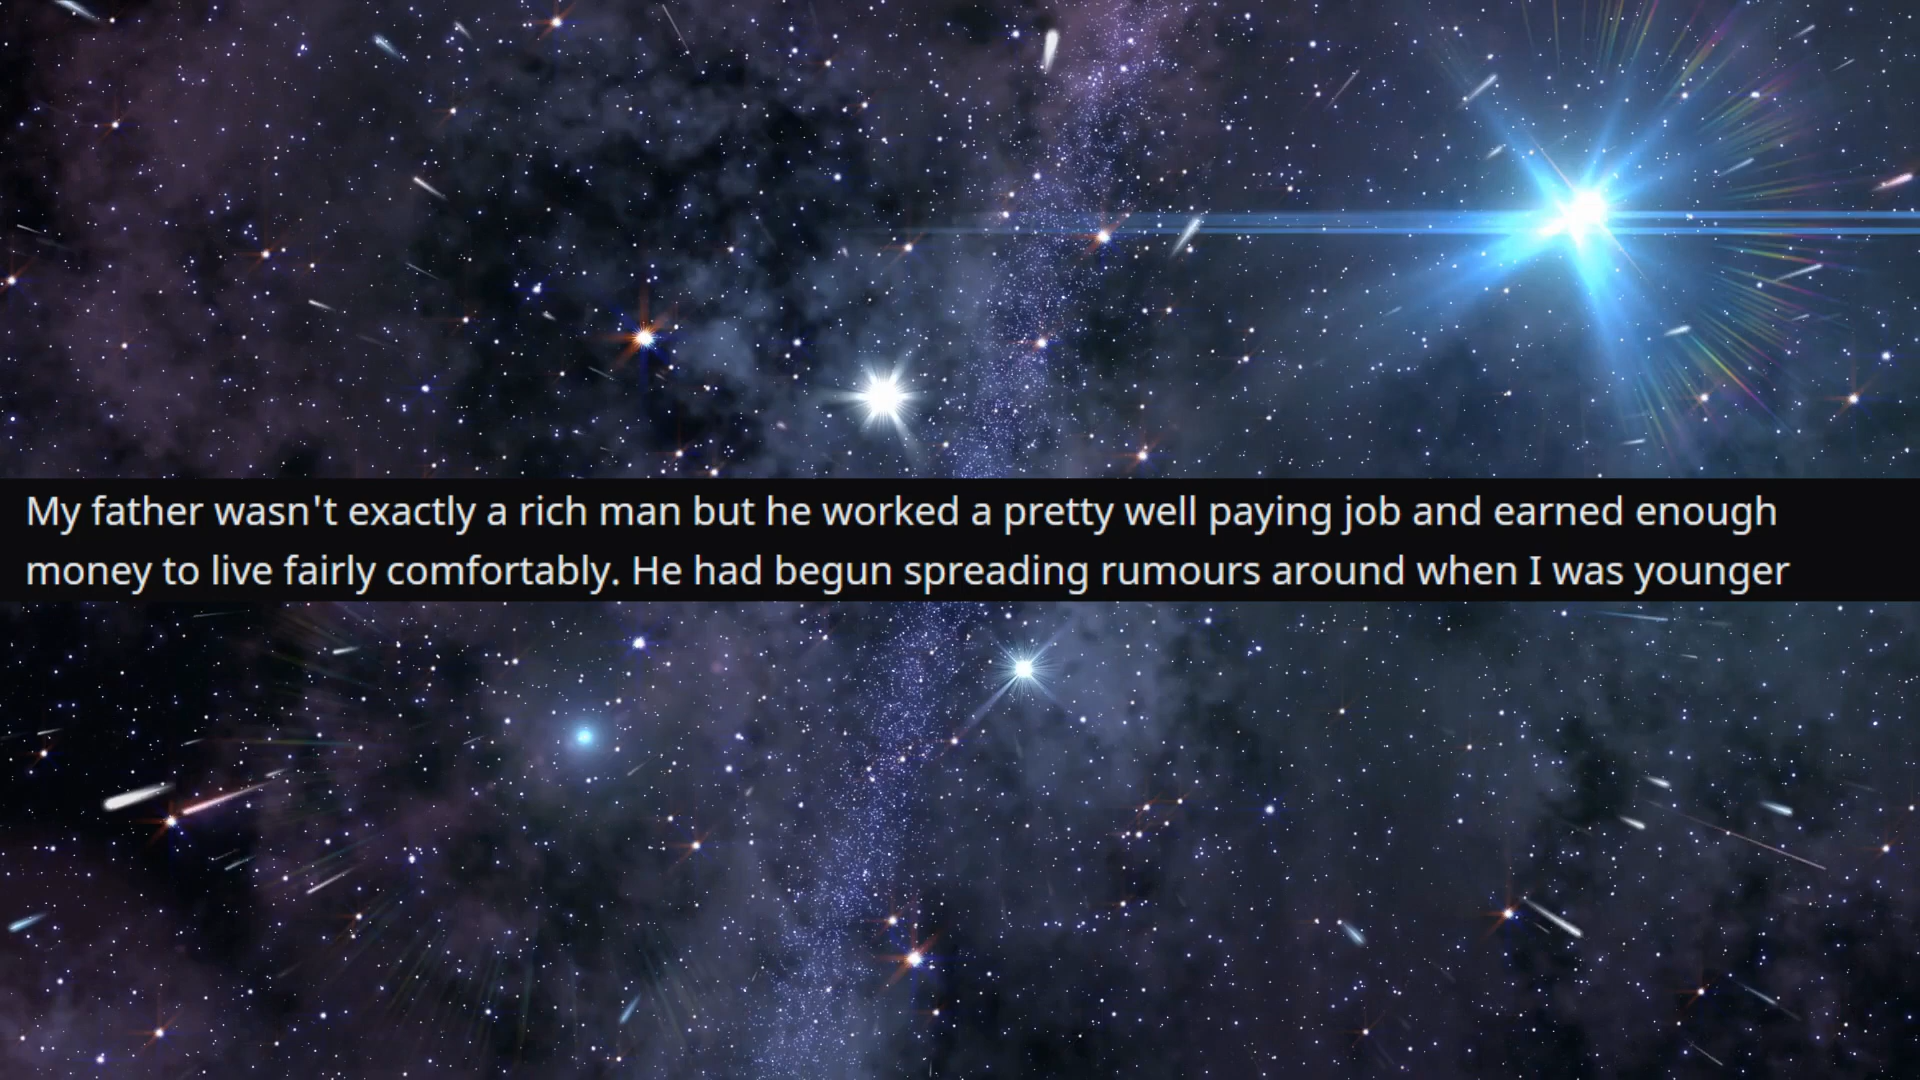 My father wasn't exactly a rich man but he worked a pretty well paying job and earned enough
money to live fairly comfortably. He had begun spreading rumours around when I was younger